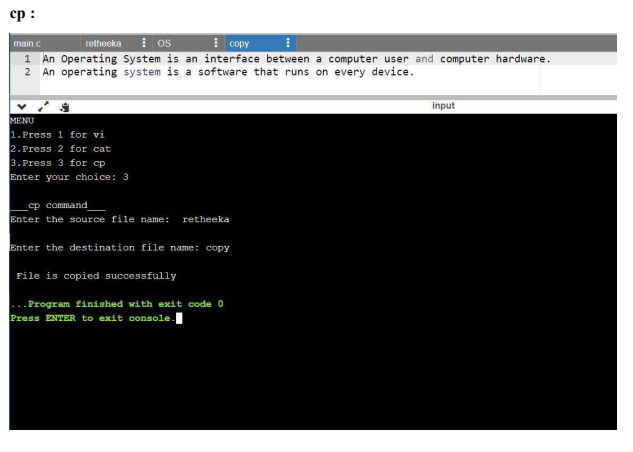 cp :
main.c retheeka OS copy
1 An Operating System is an interface between a computer user and computer hardware.
2 An operating system is a software that runs on every device.
input
MENU
1.Press 1 for vi
2.Press 2 for cat
3.Press 3 for cp
Enter your choice: 3
___cp command___
Enter the source file name: retheeka
Enter the destination file name: copy
File is copied successfully
...Program finished with exit code 0
Press ENTER to exit console.